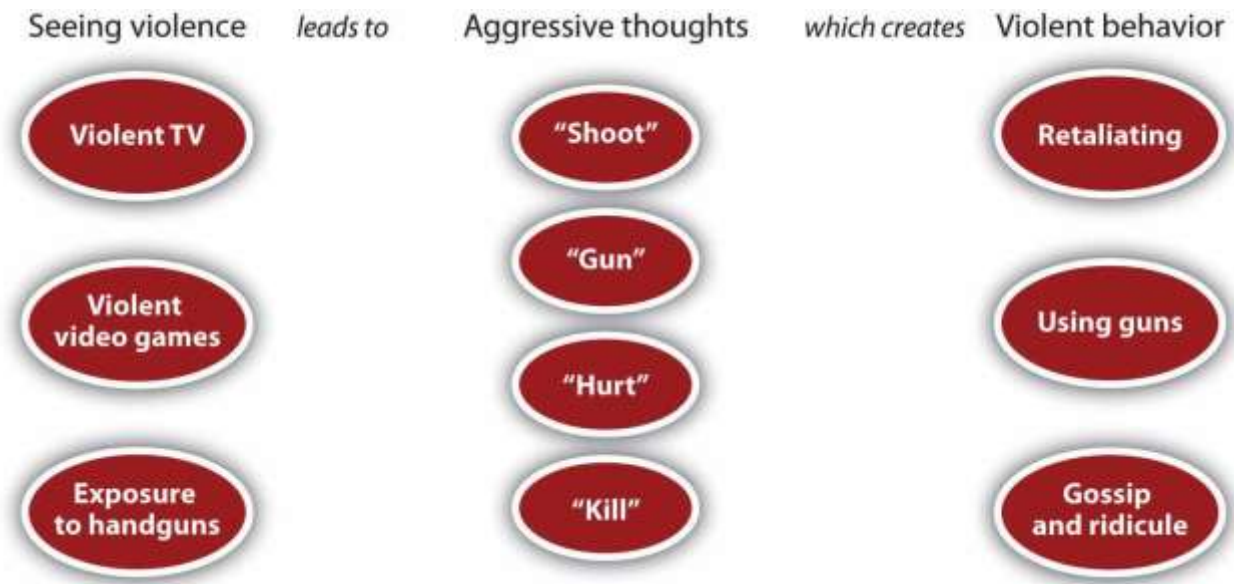 Seeing violence leads to Aggressive thoughts which creates Violent behavior
Violent TV
Violent
video games
Exposure
to handguns
“Shoot”
“Gun”
“Hurt”
“Kill”
Retaliating
Using guns
Gossip
and ridicule